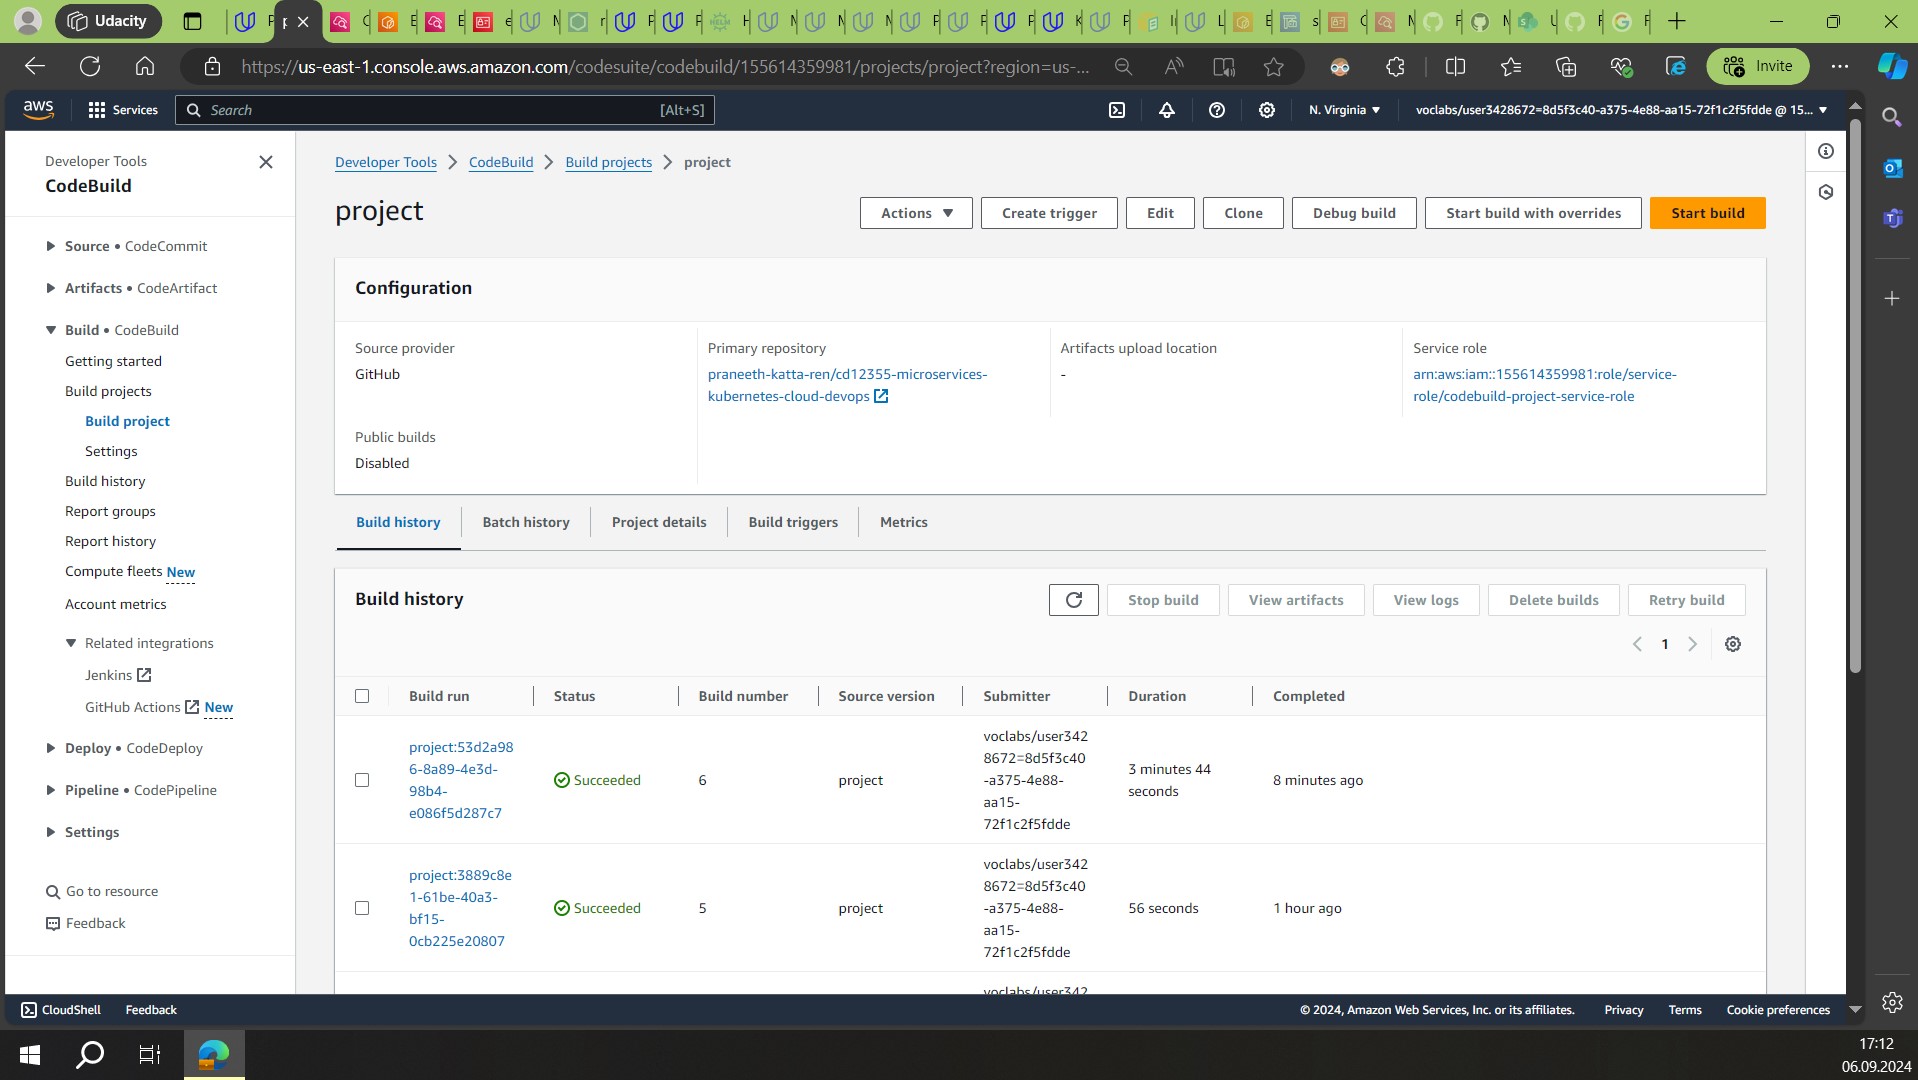 Udacity
https://us-east-1.console.aws.amazon.com/codesuite/codebuild/155614359981/projects/project?region=us-...
Invite
aws
Services
Search
[Alt+S]
N. Virginia
voclabs/user3428672=8d5f3c40-a375-4e88-aa15-72f1c2f5fdde @ 15...
Developer Tools
CodeBuild
Source • CodeCommit
Artifacts • CodeArtifact
Build • CodeBuild
Getting started
Build projects
Build project
Settings
Build history
Report groups
Report history
Compute fleets New
Account metrics
Related integrations
Jenkins
GitHub Actions New
Deploy • CodeDeploy
Pipeline • CodePipeline
Settings
Go to resource
Feedback
Developer Tools
CodeBuild
Build projects
project
project
Actions
Create trigger
Edit
Clone
Debug build
Start build with overrides
Start build
Configuration
Source provider
GitHub
Primary repository
praneeth-katta-ren/cd12355-microservices-
kubernetes-cloud-devops
Artifacts upload location
-
Service role
arn:aws:iam::155614359981:role/service-
role/codebuild-project-service-role
Public builds
Disabled
Build history
Batch history
Project details
Build triggers
Metrics
Build history
Stop build
View artifacts
View logs
Delete builds
Retry build
1
Build run
Status
Build number
Source version
Submitter
Duration
Completed
project:53d2a98
6-8a89-4e3d-
98b4-
e086f5d287c7
Succeeded
6
project
voclabs/user342
8672=8d5f3c40
-a375-4e88-
aa15-
72f1c2f5fdde
3 minutes 44
seconds
8 minutes ago
project:3889c8e
1-61be-40a3-
bf15-
0cb225e20807
Succeeded
5
project
voclabs/user342
8672=8d5f3c40
-a375-4e88-
aa15-
72f1c2f5fdde
56 seconds
1 hour ago
voclabs/user342
CloudShell
Feedback
© 2024, Amazon Web Services, Inc. or its affiliates.
Privacy
Terms
Cookie preferences
17:12
06.09.2024